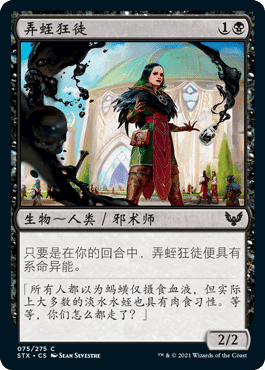 弄蛭狂徒 1
生物～人类 / 邪术师
只要是在你的回合中，弄蛭狂徒便具有
系命异能。
「所有人都以为蚂蟥仅摄食血液，但实际
上大多数的淡水水蛭也具有肉食习性。等
等，你们怎么都走了？」
2/2
075/275 C
STX • CS Sean Sevestre
™ & © 2021 Wizards of the Coast